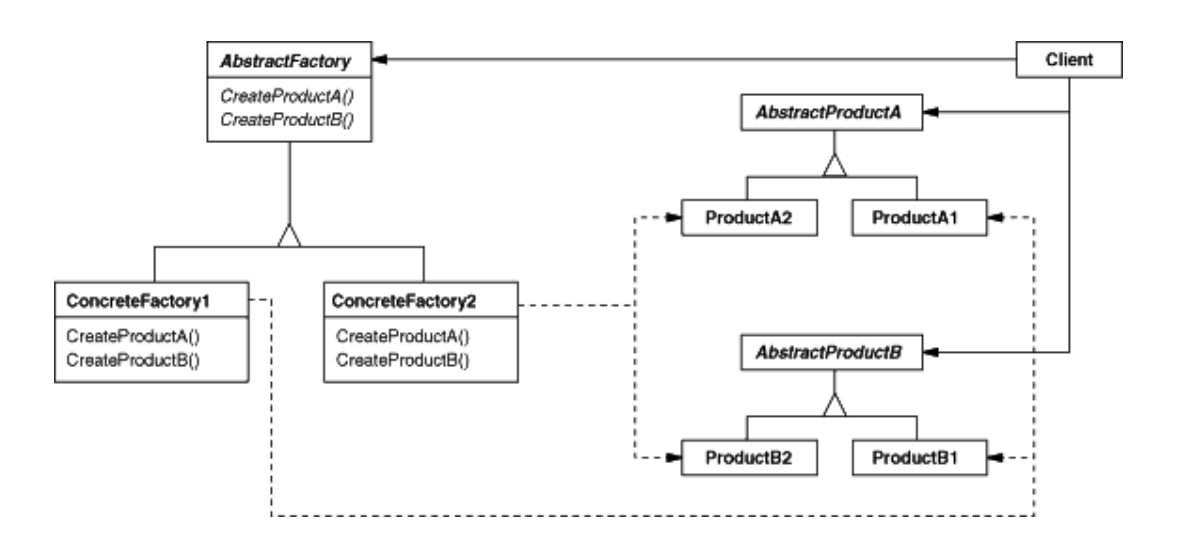 AbstractFactory
CreateProductA()
CreateProductB()
Client
AbstractProductA
ProductA2
ProductA1
ConcreteFactory1
CreateProductA()
CreateProductB()
ConcreteFactory2
CreateProductA()
CreateProductB()
AbstractProductB
ProductB2
ProductB1